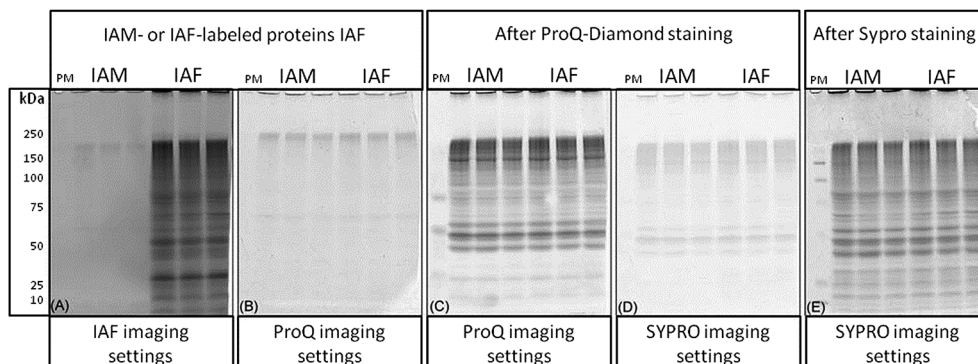 IAM- or IAF-labeled proteins IAF
After ProQ-Diamond staining
After Sypro staining
PM IAM IAF
PM IAM IAF
PM IAM IAF
PM IAM IAF
PM IAM IAF
kDa
250
150
100
75
50
25
10
(A)
(B)
(C)
(D)
(E)
IAF imaging
settings
ProQ imaging
settings
ProQ imaging
settings
SYPRO imaging
settings
SYPRO imaging
settings